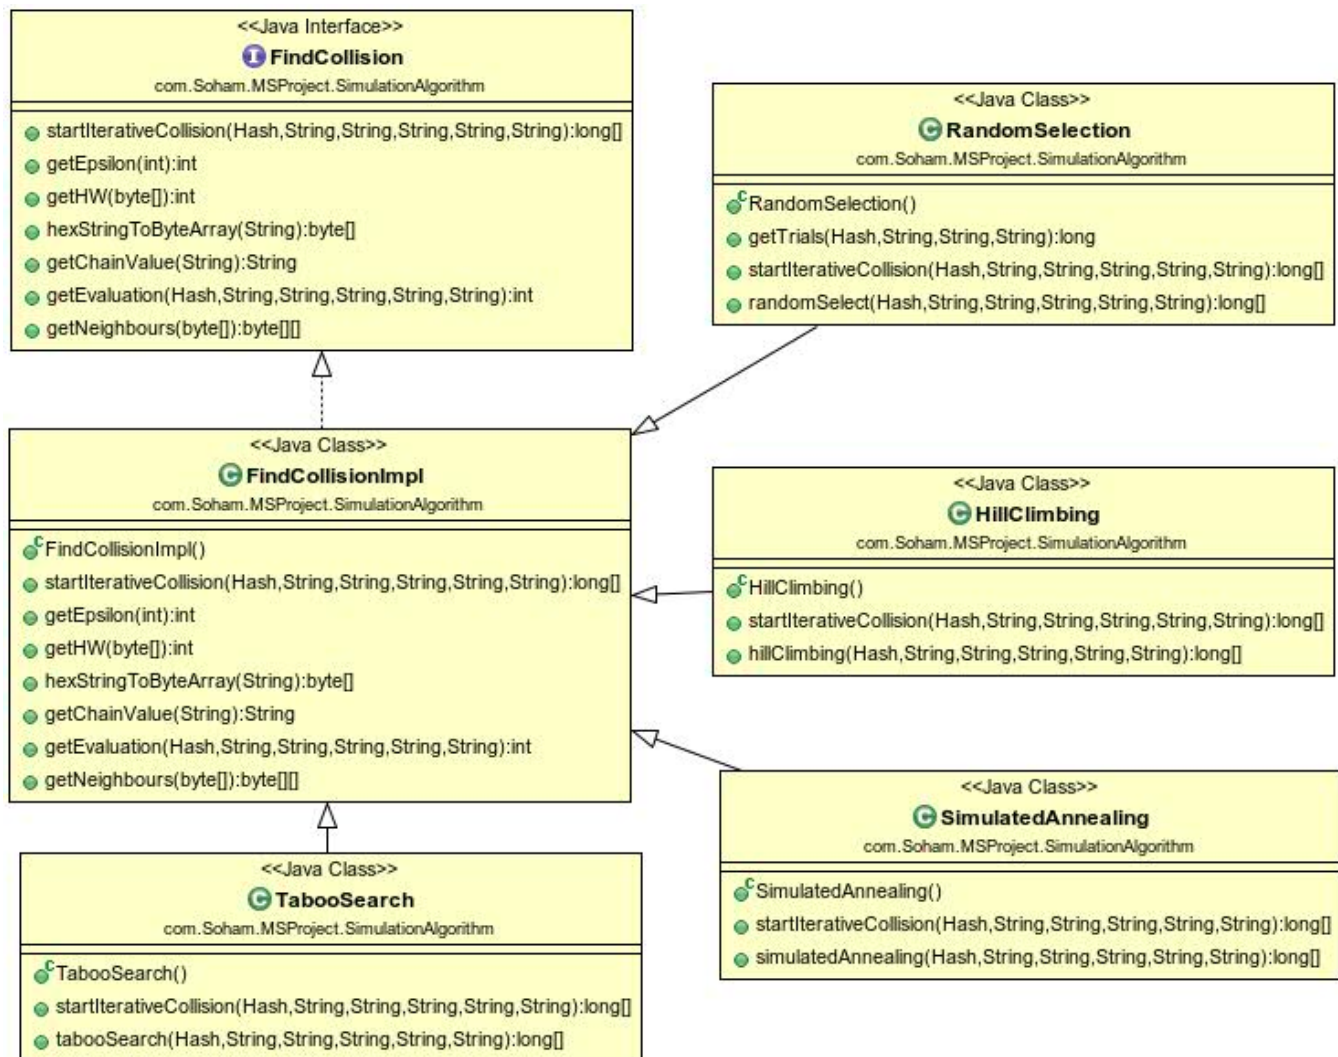 <<Java Interface>>
I FindCollision
com.Soham.MSProject.SimulationAlgorithm
startIterativeCollision(Hash,String,String,String,String,String):long[]
getEpsilon(int):int
getHW(byte[]):int
hexStringToByteArray(String):byte[]
getChainValue(String):String
getEvaluation(Hash,String,String,String,String,String):int
getNeighbours(byte[]):byte[][]
<<Java Class>>
C RandomSelection
com.Soham.MSProject.SimulationAlgorithm
c RandomSelection()
getTrials(Hash,String,String,String):long
startIterativeCollision(Hash,String,String,String,String,String):long[]
randomSelect(Hash,String,String,String,String,String):long[]
<<Java Class>>
C FindCollisionImpl
com.Soham.MSProject.SimulationAlgorithm
c FindCollisionImpl()
startIterativeCollision(Hash,String,String,String,String,String):long[]
getEpsilon(int):int
getHW(byte[]):int
hexStringToByteArray(String):byte[]
getChainValue(String):String
getEvaluation(Hash,String,String,String,String,String):int
getNeighbours(byte[]):byte[][]
<<Java Class>>
C HillClimbing
com.Soham.MSProject.SimulationAlgorithm
c HillClimbing()
startIterativeCollision(Hash,String,String,String,String,String):long[]
hillClimbing(Hash,String,String,String,String,String):long[]
<<Java Class>>
C SimulatedAnnealing
com.Soham.MSProject.SimulationAlgorithm
c SimulatedAnnealing()
startIterativeCollision(Hash,String,String,String,String,String):long[]
simulatedAnnealing(Hash,String,String,String,String,String):long[]
<<Java Class>>
C TabooSearch
com.Soham.MSProject.SimulationAlgorithm
c TabooSearch()
startIterativeCollision(Hash,String,String,String,String,String):long[]
tabooSearch(Hash,String,String,String,String,String):long[]